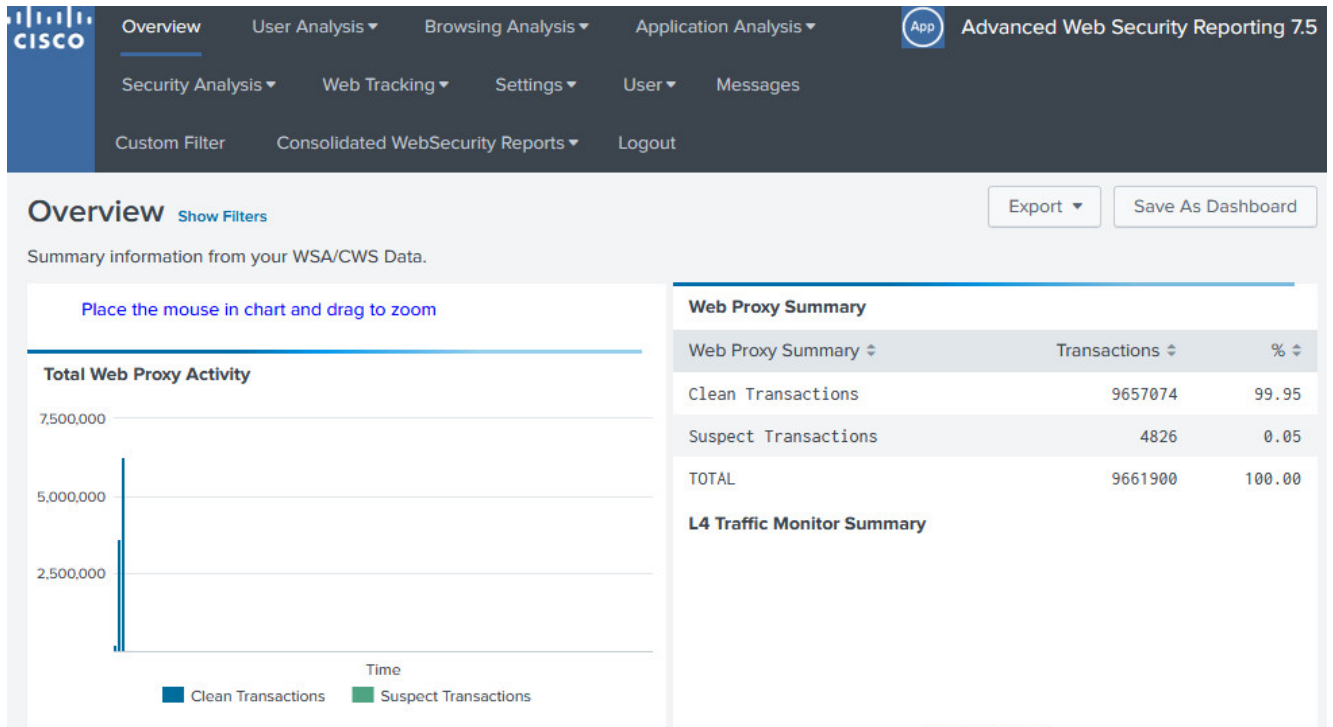 CISCO
Overview User Analysis Browsing Analysis Application Analysis App Advanced Web Security Reporting 7.5
Security Analysis Web Tracking Settings User Messages
Custom Filter Consolidated WebSecurity Reports Logout
Overview Show Filters Export Save As Dashboard
Summary information from your WSA/CWS Data.
Place the mouse in chart and drag to zoom
Total Web Proxy Activity
7,500,000
5,000,000
2,500,000
Time
Clean Transactions Suspect Transactions
Web Proxy Summary
Web Proxy Summary Transactions %
Clean Transactions 9657074 99.95
Suspect Transactions 4826 0.05
TOTAL 9661900 100.00
L4 Traffic Monitor Summary